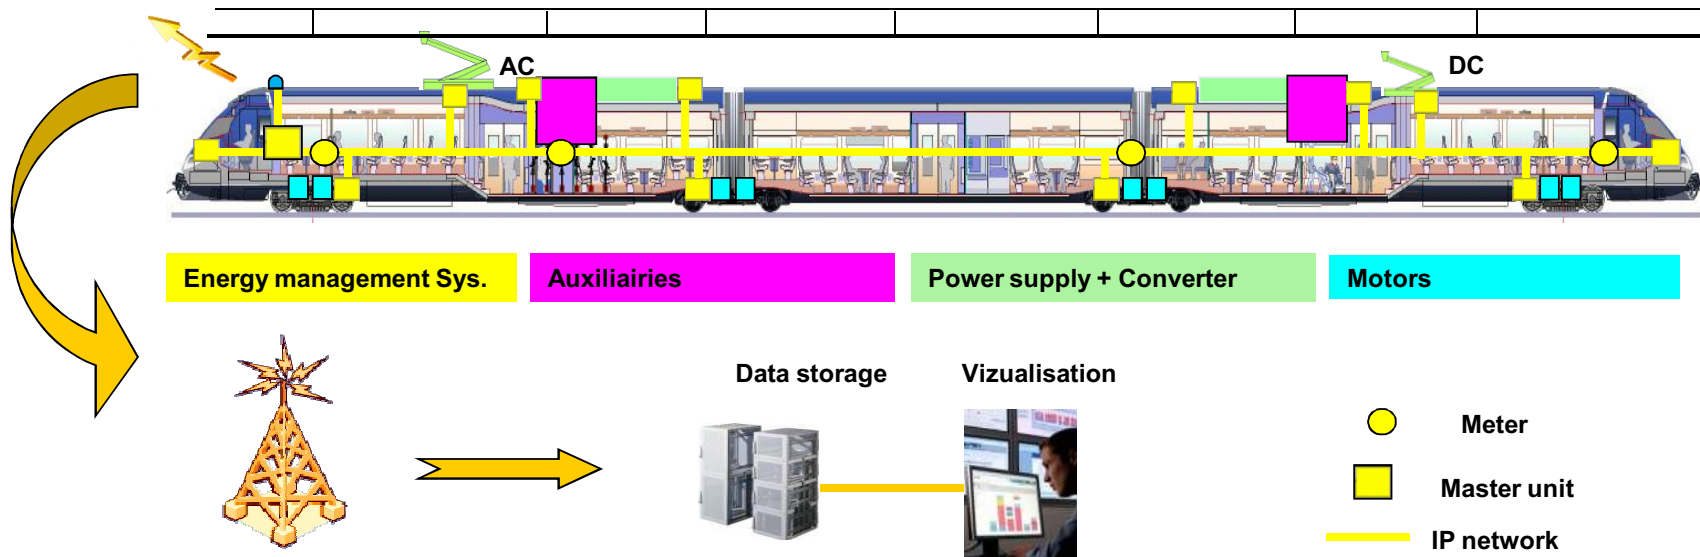 AC
DC
Energy management Sys.
Auxiliairies
Power supply + Converter
Motors
Data storage
Vizualisation
Meter
Master unit
IP network